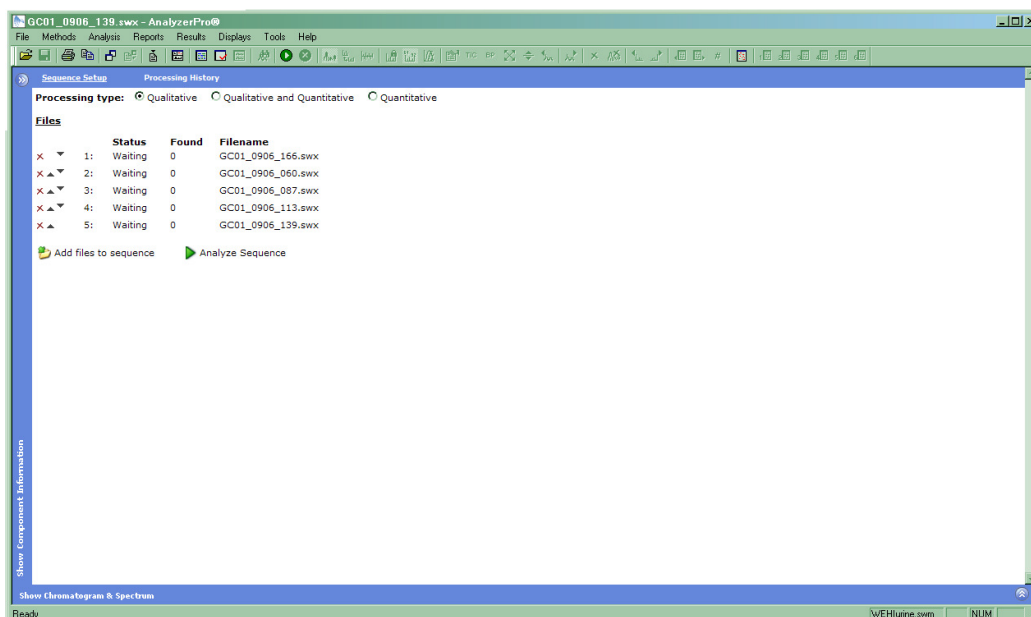 GC01_0906_139.swx - AnalyzerPro®
File Methods Analysis Reports Results Displays Tools Help
TIC BP #
Sequence Setup Processing History
Processing type: Qualitative Qualitative and Quantitative Quantitative
Files
Status Found Filename
1: Waiting 0 GC01_0906_166.swx
2: Waiting 0 GC01_0906_060.swx
3: Waiting 0 GC01_0906_087.swx
4: Waiting 0 GC01_0906_113.swx
5: Waiting 0 GC01_0906_139.swx
Add files to sequence Analyze Sequence
Show Component Information
Show Chromatogram & Spectrum
Ready WEHIurine.swm NUM